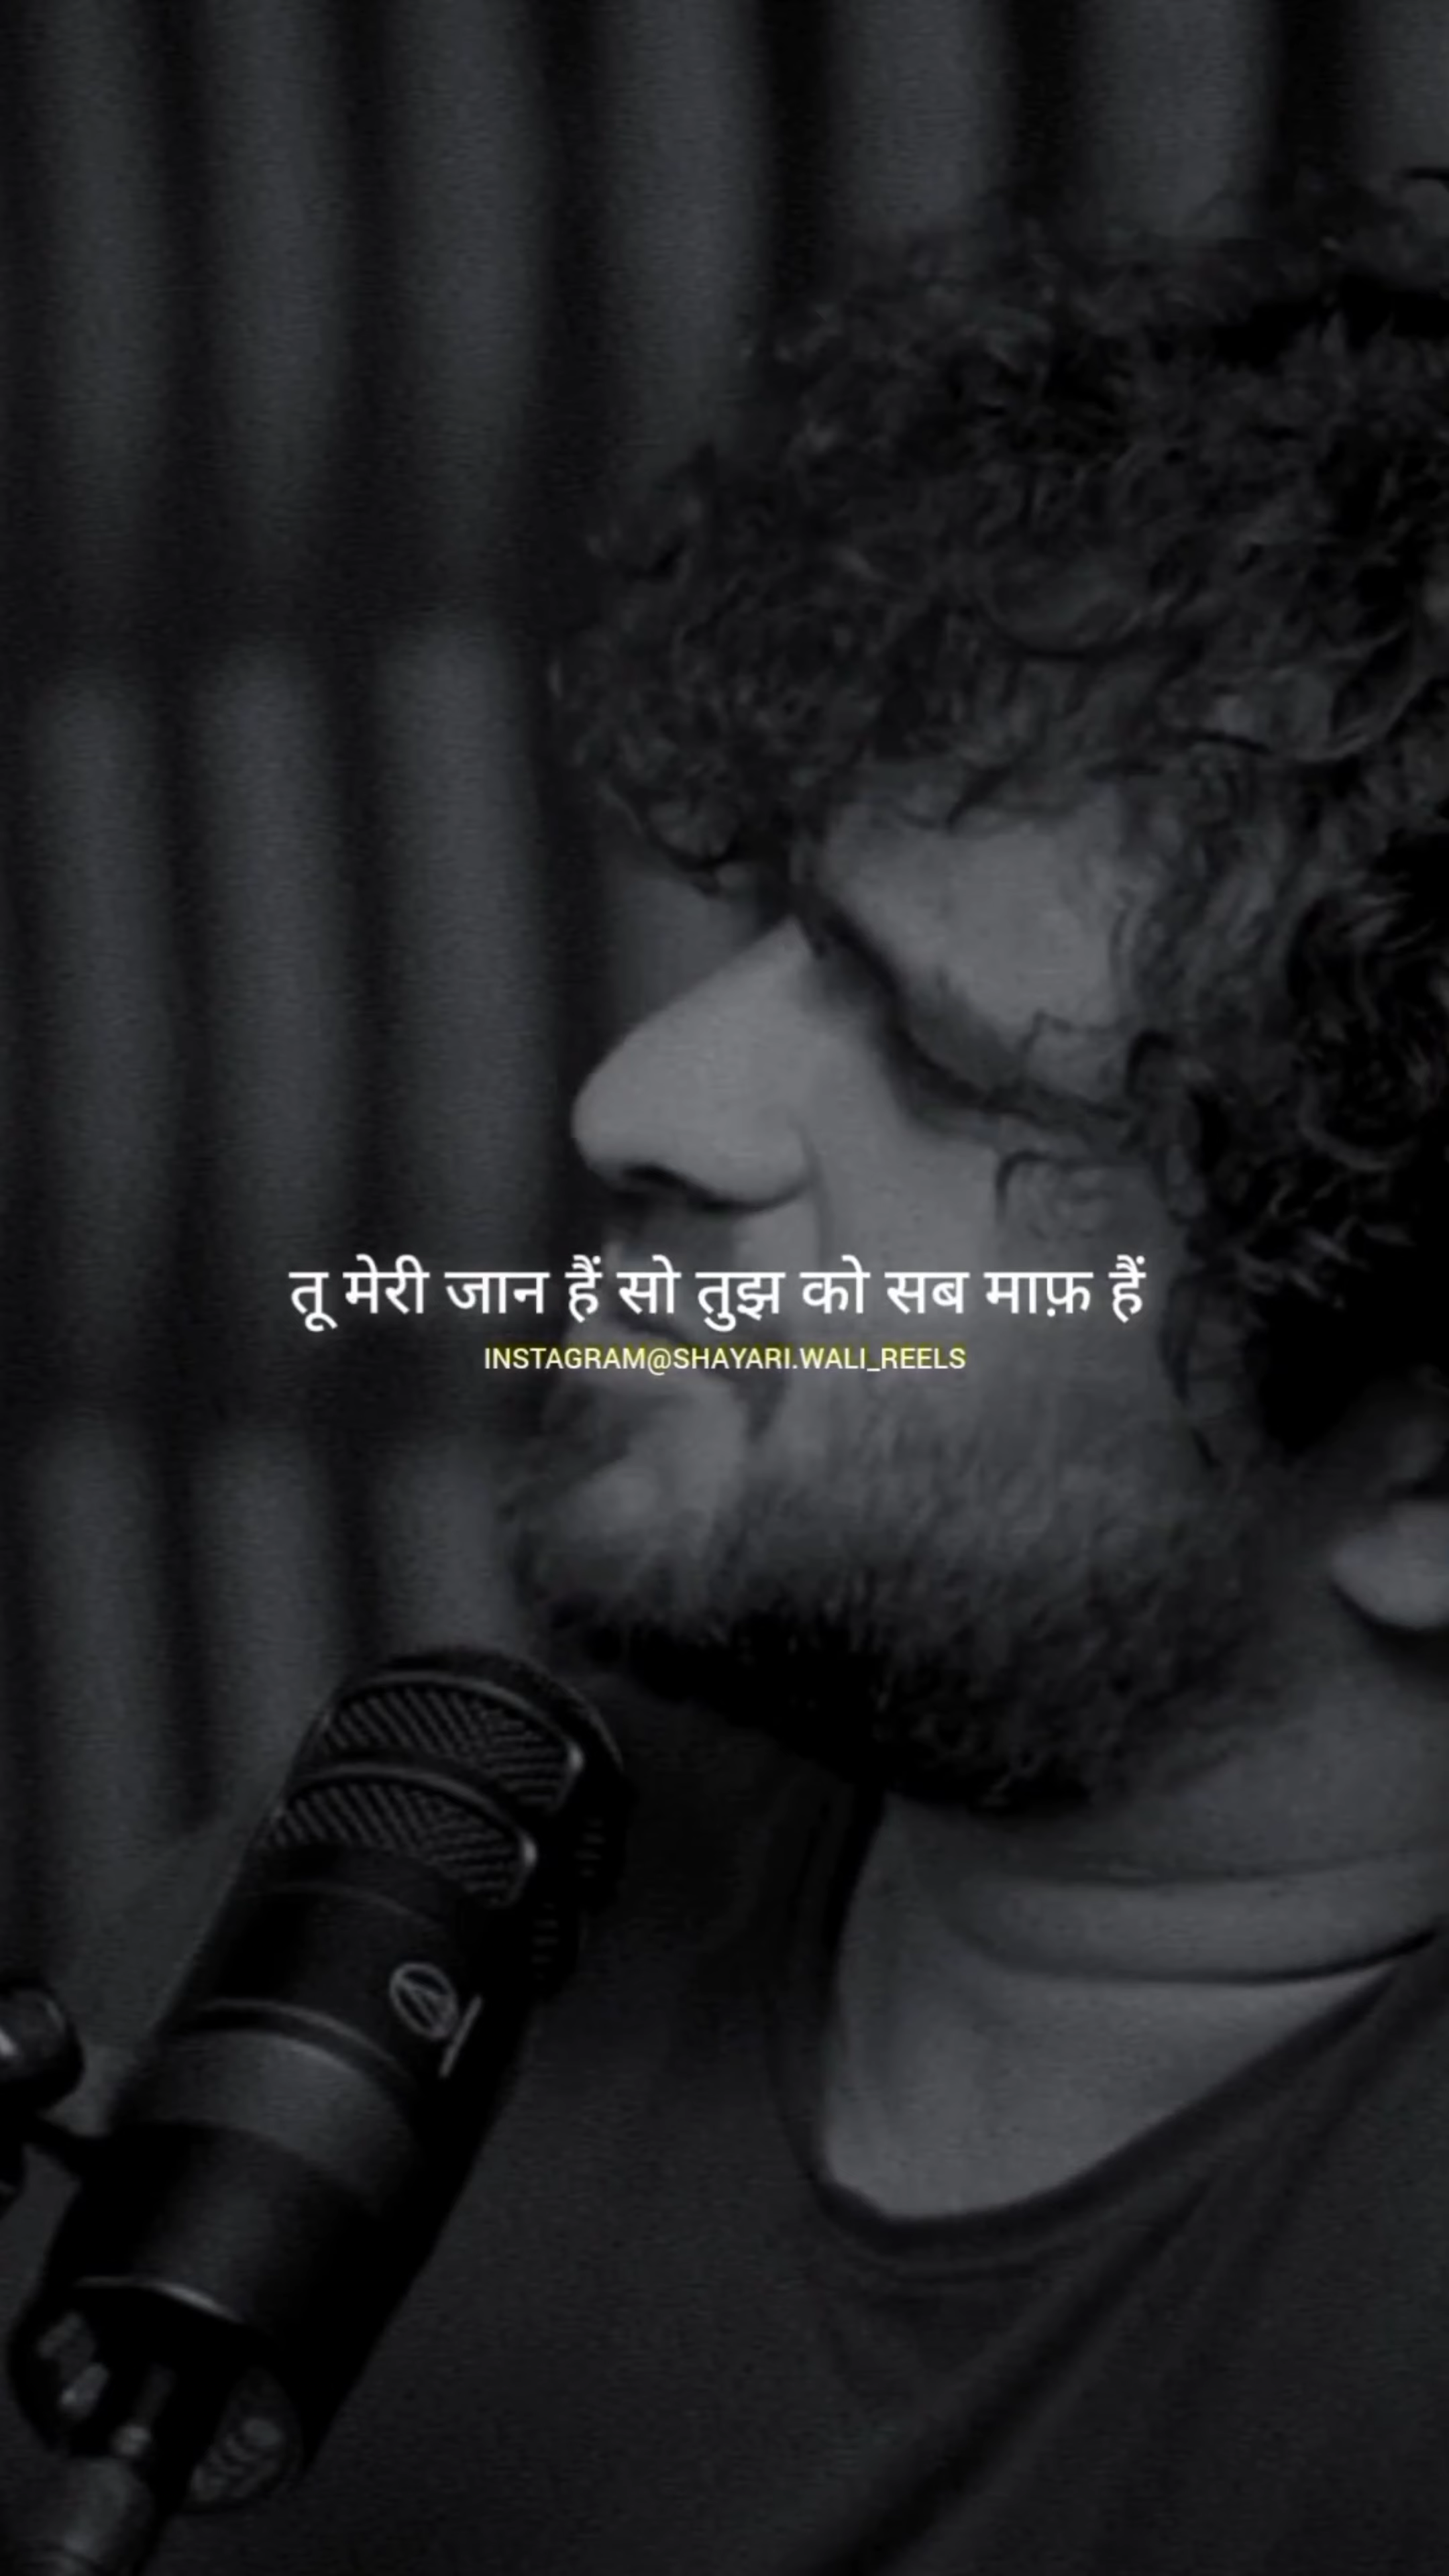 तू मेरी जान हैं सो तुझ को सब माफ़ हैं
INSTAGRAM@SHAYARI.WALI_REELS